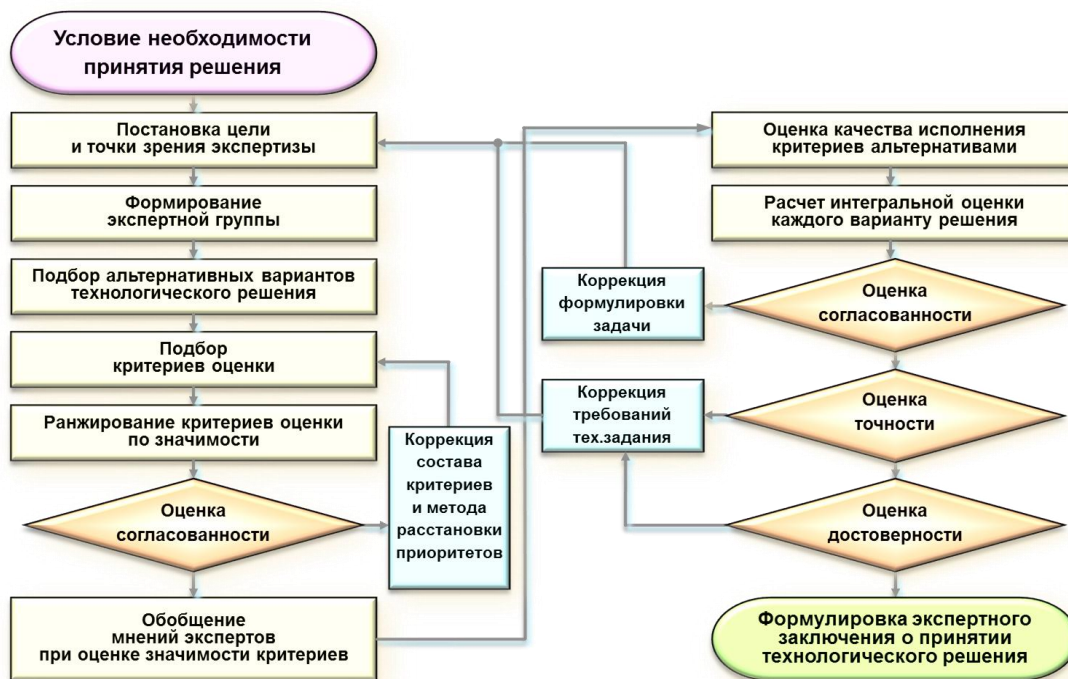 Условие необходимости
принятия решения
Постановка цели
и точки зрения экспертизы
Формирование
экспертной группы
Подбор альтернативных вариантов
технологического решения
Подбор
критериев оценки
Ранжирование критериев оценки
по значимости
Оценка
согласованности
Коррекция
состава
критериев
и метода
расстановки
приоритетов
Обобщение
мнений экспертов
при оценке значимости критериев
Оценка качества исполнения
критериев альтернативами
Расчет интегральной оценки
каждого варианту решения
Оценка
согласованности
Коррекция
формулировки
задачи
Оценка
точности
Коррекция
требований
тех.задания
Оценка
достоверности
Формулировка экспертного
заключения о принятии
технологического решения